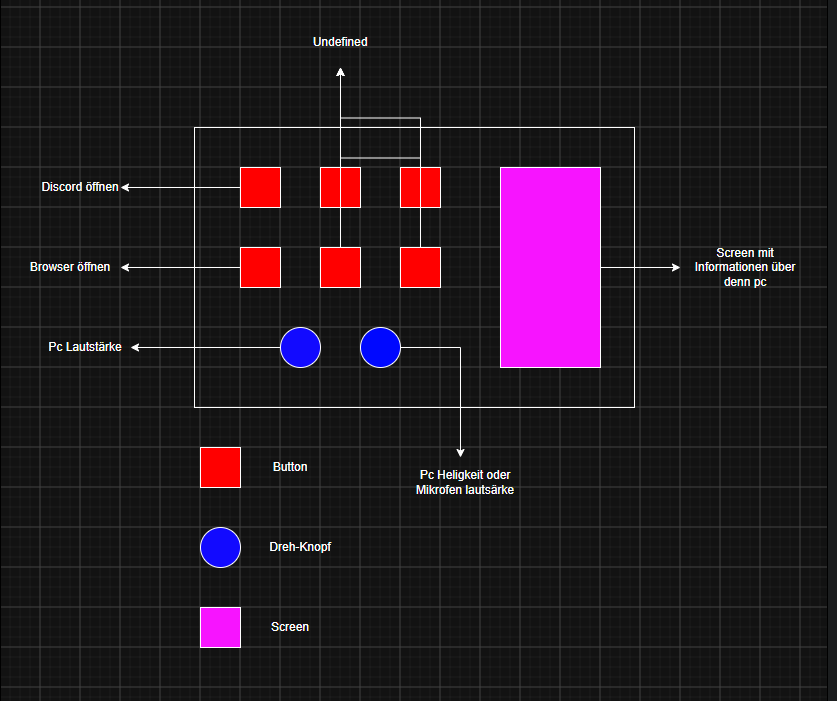 Undefined
Discord öffnen
Browser öffnen
Screen mit
Informationen über
denn pc
Pc Lautstärke
Pc Heligkeit oder
Mikrofen lautsärke
Button
Dreh-Knopf
Screen